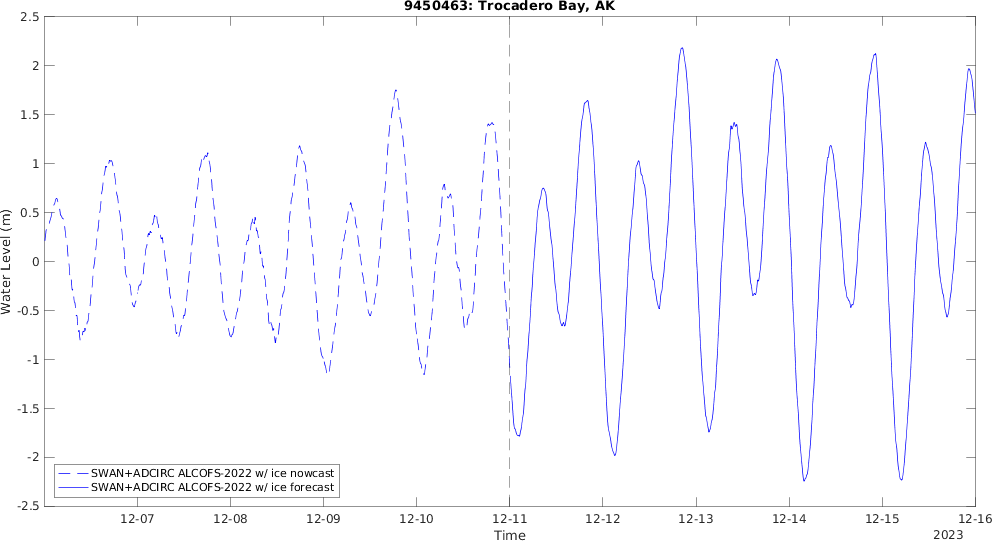 9450463: Trocadero Bay, AK
Water Level (m)
2.5
2
1.5
1
0.5
0
-0.5
-1
-1.5
-2
-2.5
SWAN+ADCIRC ALCOFS-2022 w/ ice nowcast
SWAN+ADCIRC ALCOFS-2022 w/ ice forecast
12-07 12-08 12-09 12-10 12-11 12-12 12-13 12-14 12-15 12-16
Time
2023